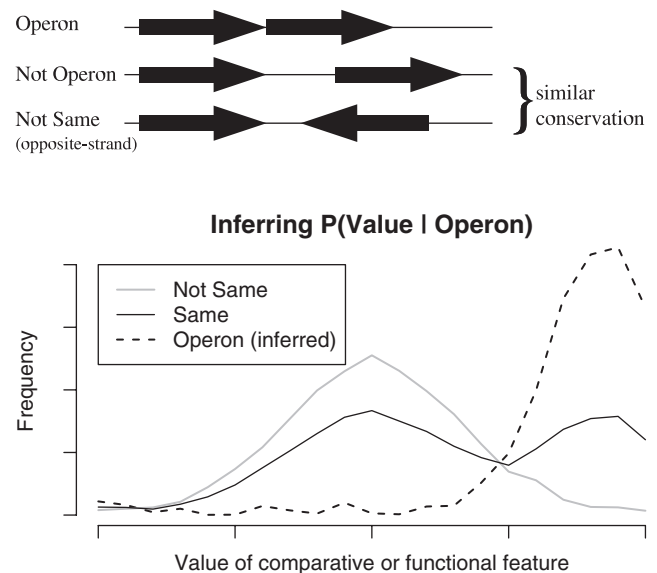 Operon
Not Operon
Not Same
(opposite-strand)
similar
conservation
Inferring P(Value | Operon)
Not Same
Same
Operon (inferred)
Frequency
Value of comparative or functional feature